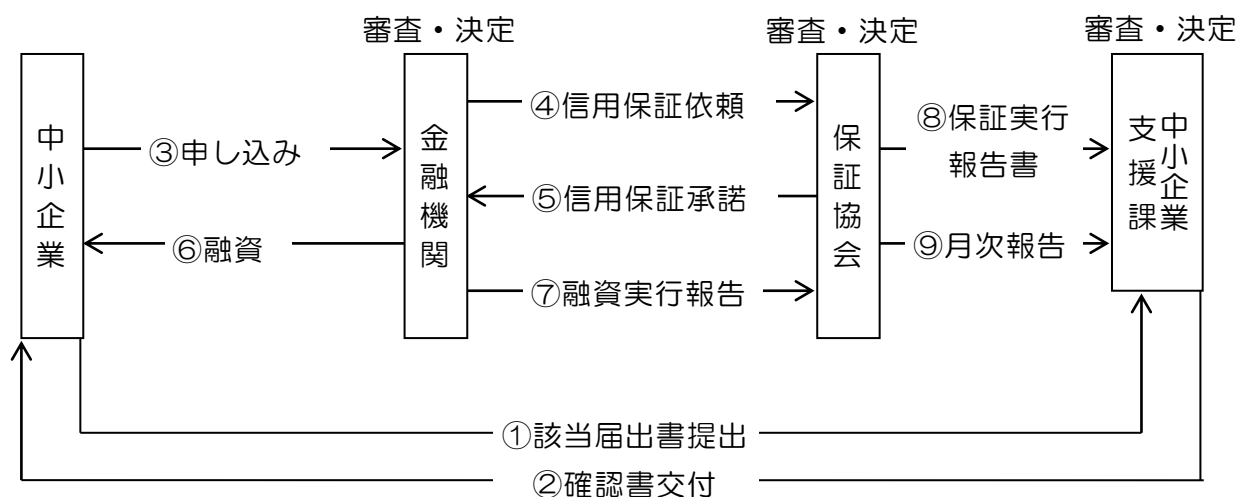 審査・決定
審査・決定
審査・決定
中小企業
③申し込み
⑥融資
金融機関
④信用保証依頼
⑤信用保証承諾
⑦融資実行報告
保証協会
⑧保証実行
報告書
⑨月次報告
中小企業
支援課
①該当届出書提出
②確認書交付